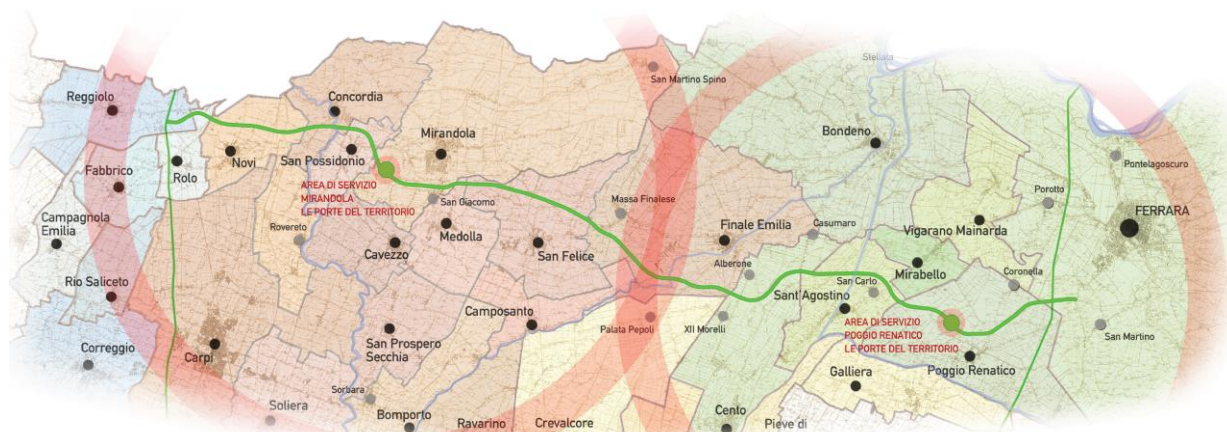 Stellata
San Martino Spino
Reggiolo
Concordia
Mirandola
Bondeno
Pontelagoscuro
Novi
San Possidonio
Rolo
Fabbrico
AREA DI SERVIZIO
MIRANDOLA
LE PORTE DEL TERRITORIO
San Giacomo
Massa Finalese
Porotto
FERRARA
Campagnola
Emilia
Rovereto
Medolla
Cavezzo
San Felice
Finale Emilia
Casumaro
Vigarano Mainarda
Alberone
Mirabello
Coronella
Rio Saliceto
San Carlo
Sant'Agostino
Camposanto
Palata Pepoli
XII Morelli
AREA DI SERVIZIO
POGGIO RENATICO
LE PORTE DEL TERRITORIO
San Martino
Correggio
Carpi
San Prospero
Secchia
Poggio Renatico
Galliera
Sorbara
Soliera
Bomporto
Ravarino
Crevalcore
Cento
Pieve di